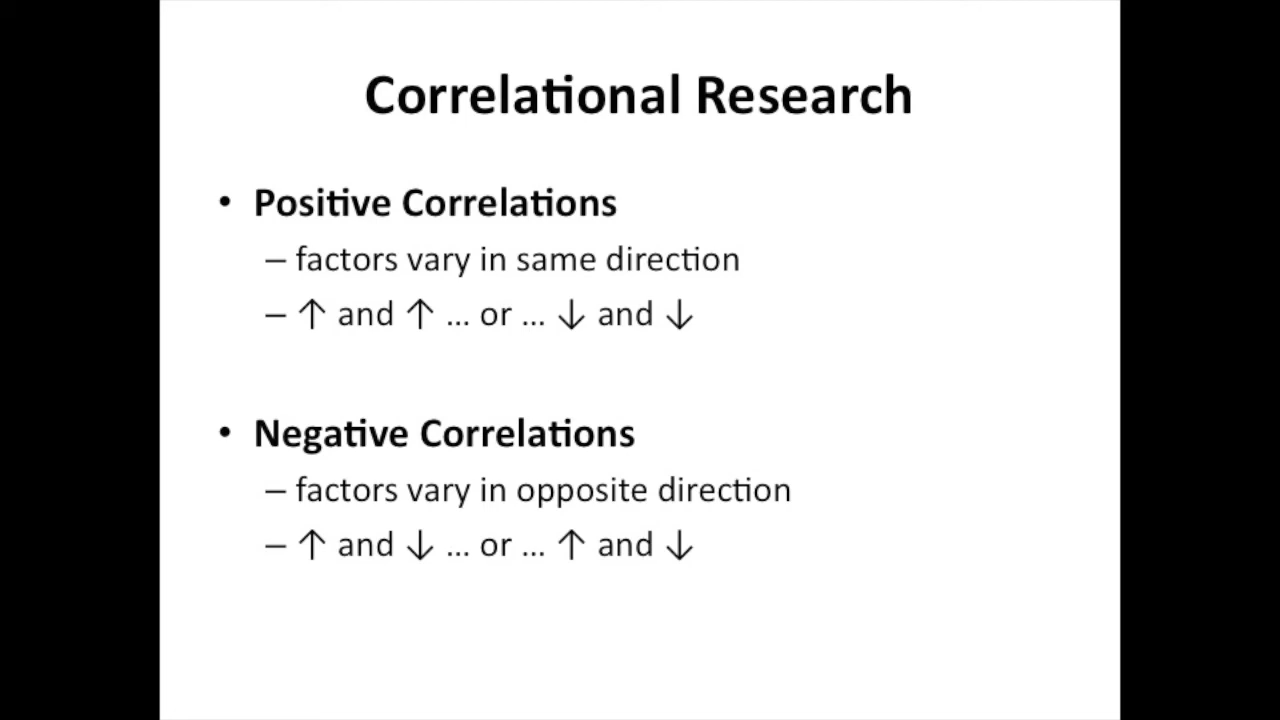 Correlational Research
• Positive Correlations
– factors vary in same direction
– ↑ and ↑ ... or ... ↓ and ↓
• Negative Correlations
– factors vary in opposite direction
– ↑ and ↓ ... or ... ↑ and ↓